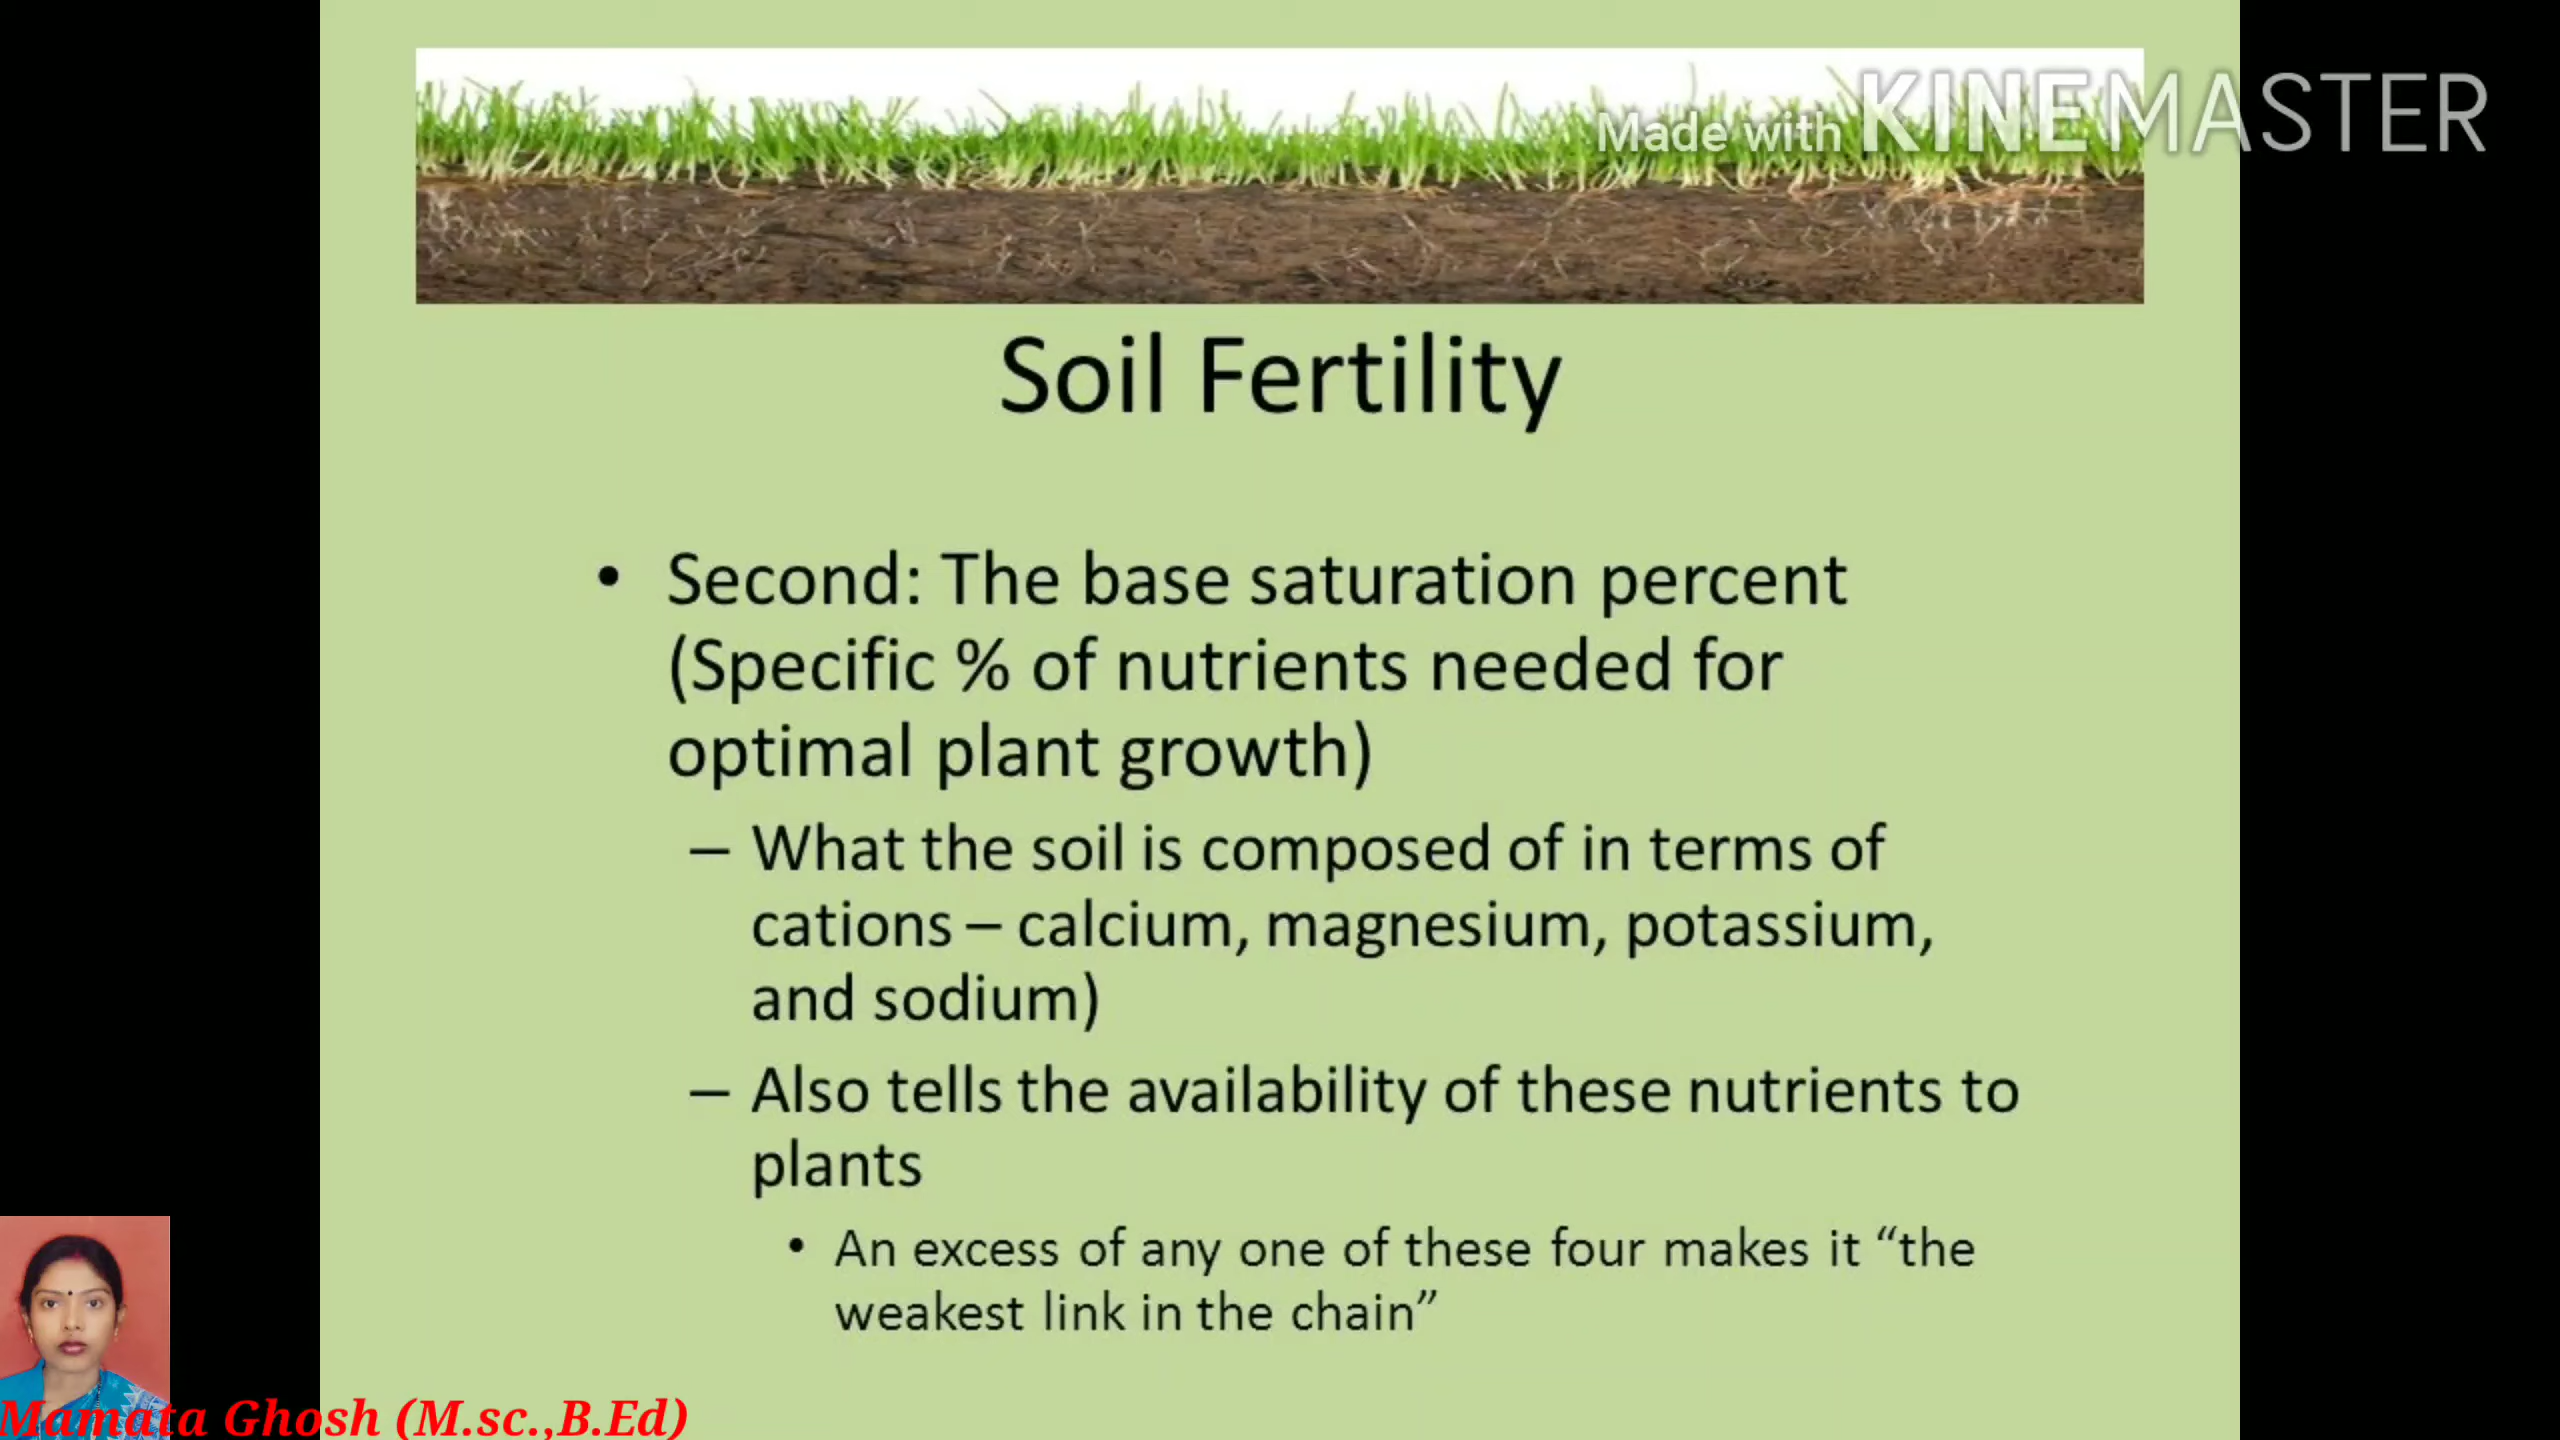 Made with KINEMASTER
Soil Fertility
• Second: The base saturation percent
(Specific % of nutrients needed for
optimal plant growth)
– What the soil is composed of in terms of
cations – calcium, magnesium, potassium,
and sodium)
– Also tells the availability of these nutrients to
plants
• An excess of any one of these four makes it “the
weakest link in the chain”
Mamata Ghosh (M.sc.,B.Ed)